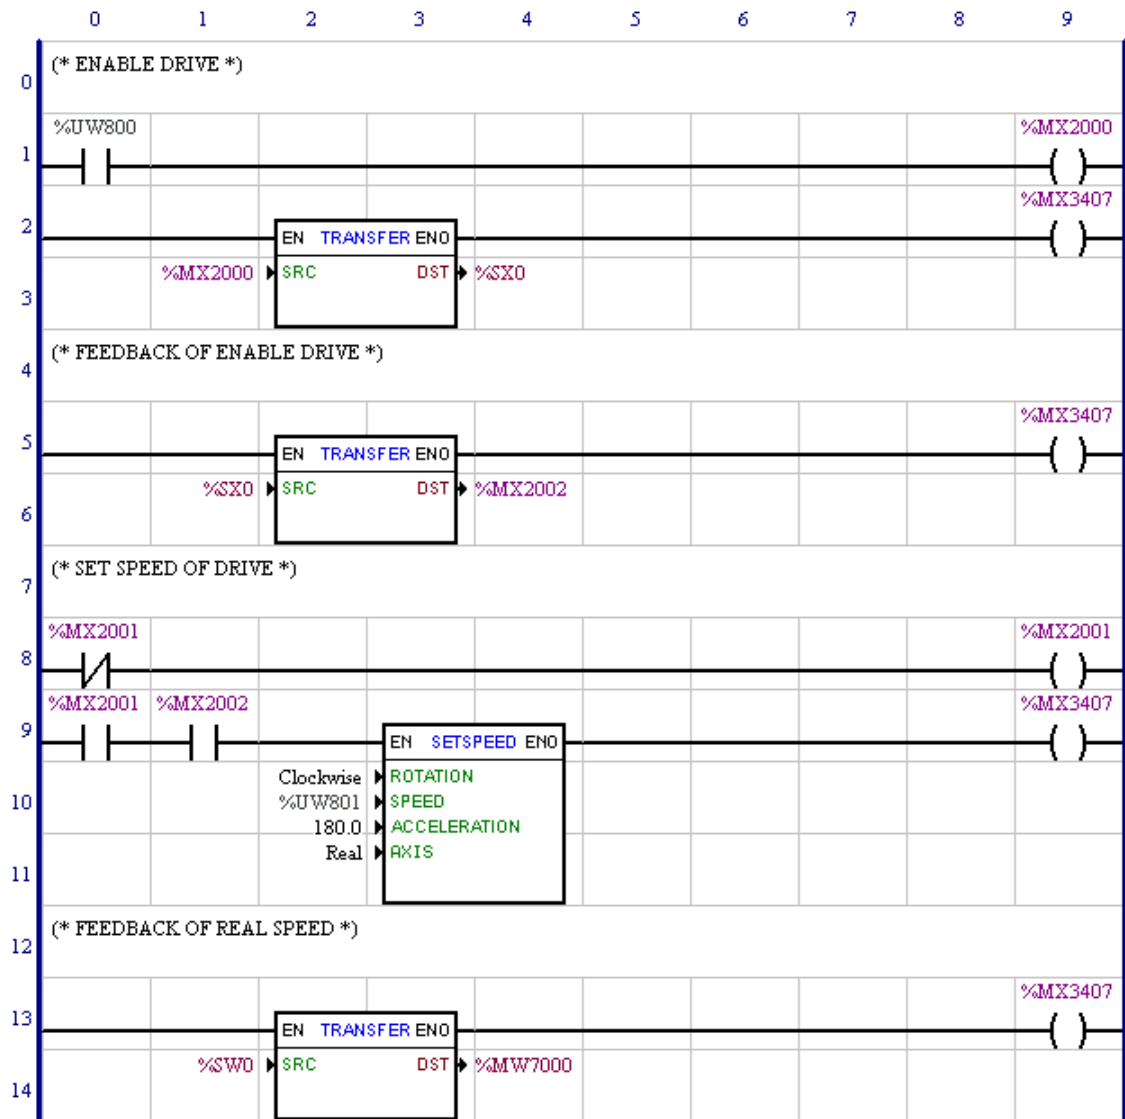 0 1 2 3 4 5 6 7 8 9
(* ENABLE DRIVE *)
0
%UW800 %MX2000
1
%MX3407
2
EN TRANSFER ENO
%MX2000 SRC DST %SX0
3
(* FEEDBACK OF ENABLE DRIVE *)
4
%MX3407
5
EN TRANSFER ENO
%SX0 SRC DST %MX2002
6
(* SET SPEED OF DRIVE *)
7
%MX2001 %MX2001
8
%MX2001 %MX2002 %MX3407
9
EN SETSPEED ENO
Clockwise ROTATION
10 %UW801 SPEED
180.0 ACCELERATION
Real AXIS
11
(* FEEDBACK OF REAL SPEED *)
12
%MX3407
13
EN TRANSFER ENO
%SW0 SRC DST %MW7000
14